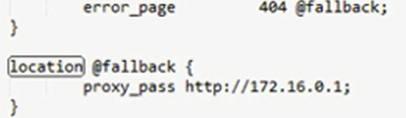 error_page 404 @fallback;
}
location @fallback {
proxy_pass http://172.16.0.1;
}